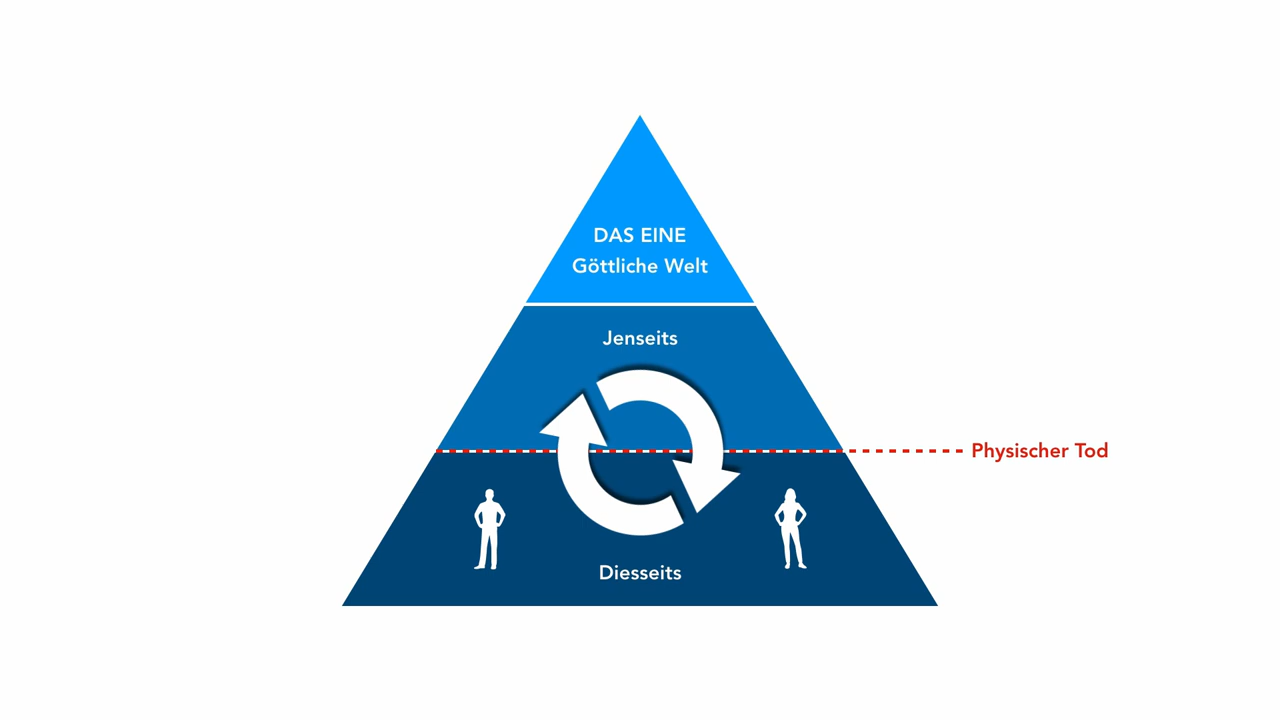 DAS EINE
Göttliche Welt
Jenseits
Physischer Tod
Diesseits